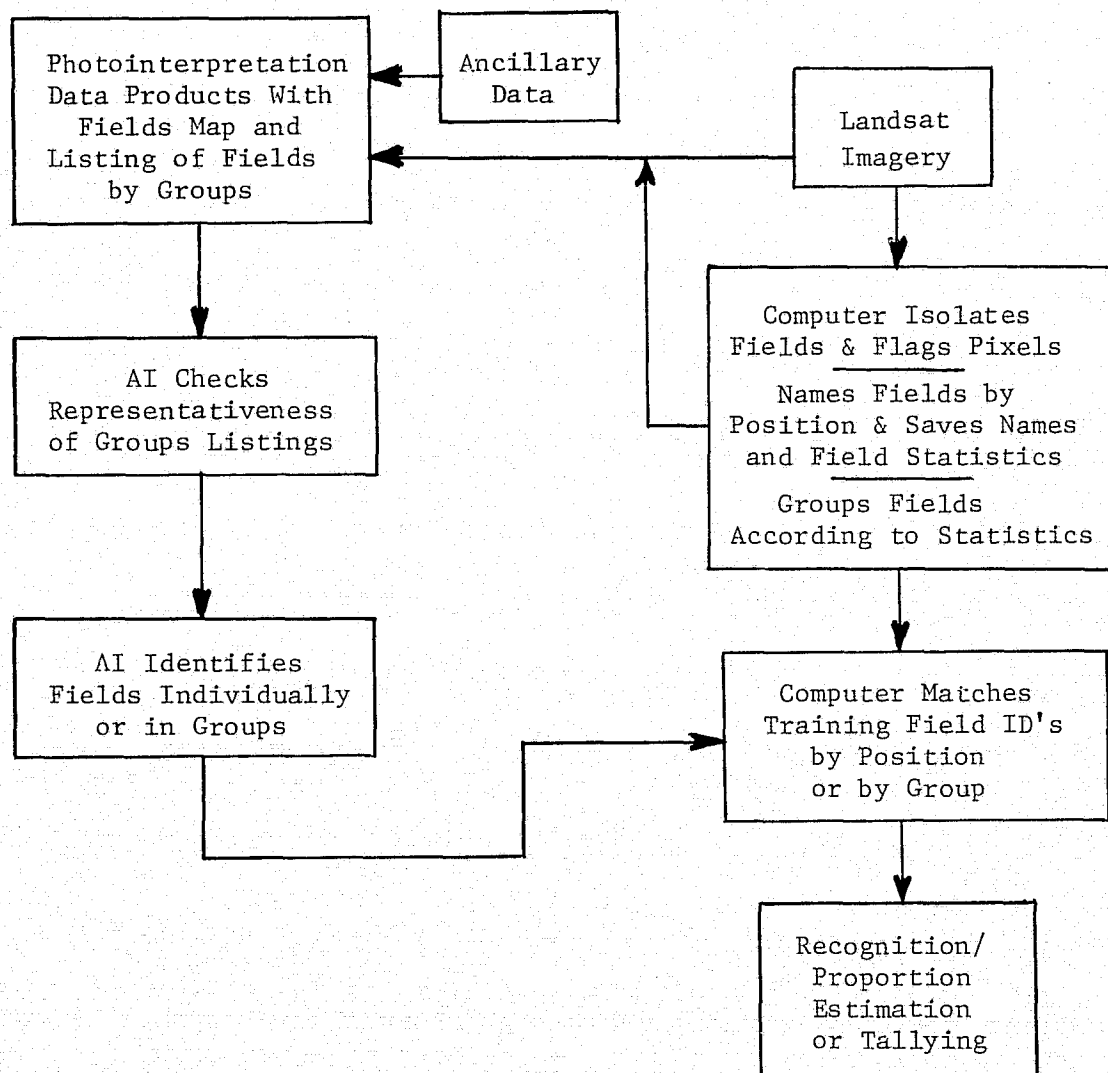 Photointerpretation
Data Products With
Fields Map and
Listing of Fields
by Groups
Ancillary
Data
Landsat
Imagery
Computer Isolates
Fields & Flags Pixels
Names Fields by
Position & Saves Names
and Field Statistics
Groups Fields
According to Statistics
AI Checks
Representativeness
of Groups Listings
AI Identifies
Fields Individually
or in Groups
Computer Matches
Training Field ID's
by Position
or by Group
Recognition/
Proportion
Estimation
or Tallying